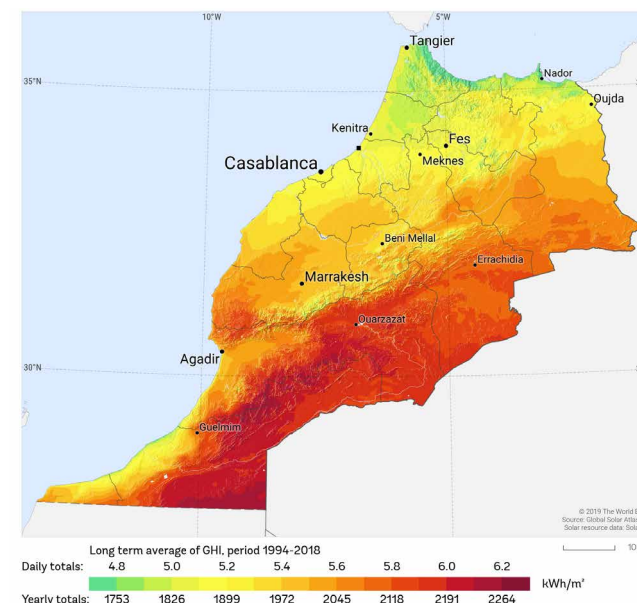 10°W
5°W
Tangier
35°N
Nador
Oujda
Kenitra
Fes
Casablanca
Meknes
Beni Mellal
Errachidia
Marrakesh
Ouarzazat
Agadir
30°N
Guelmim
© 2019 The World
Source: Global Solar Atlas
Solar resource data:
Long term average of GHI, period 1994-2018
Daily totals: 4.8 5.0 5.2 5.4 5.6 5.8 6.0 6.2
kWh/m²
Yearly totals: 1753 1826 1899 1972 2045 2118 2191 2264